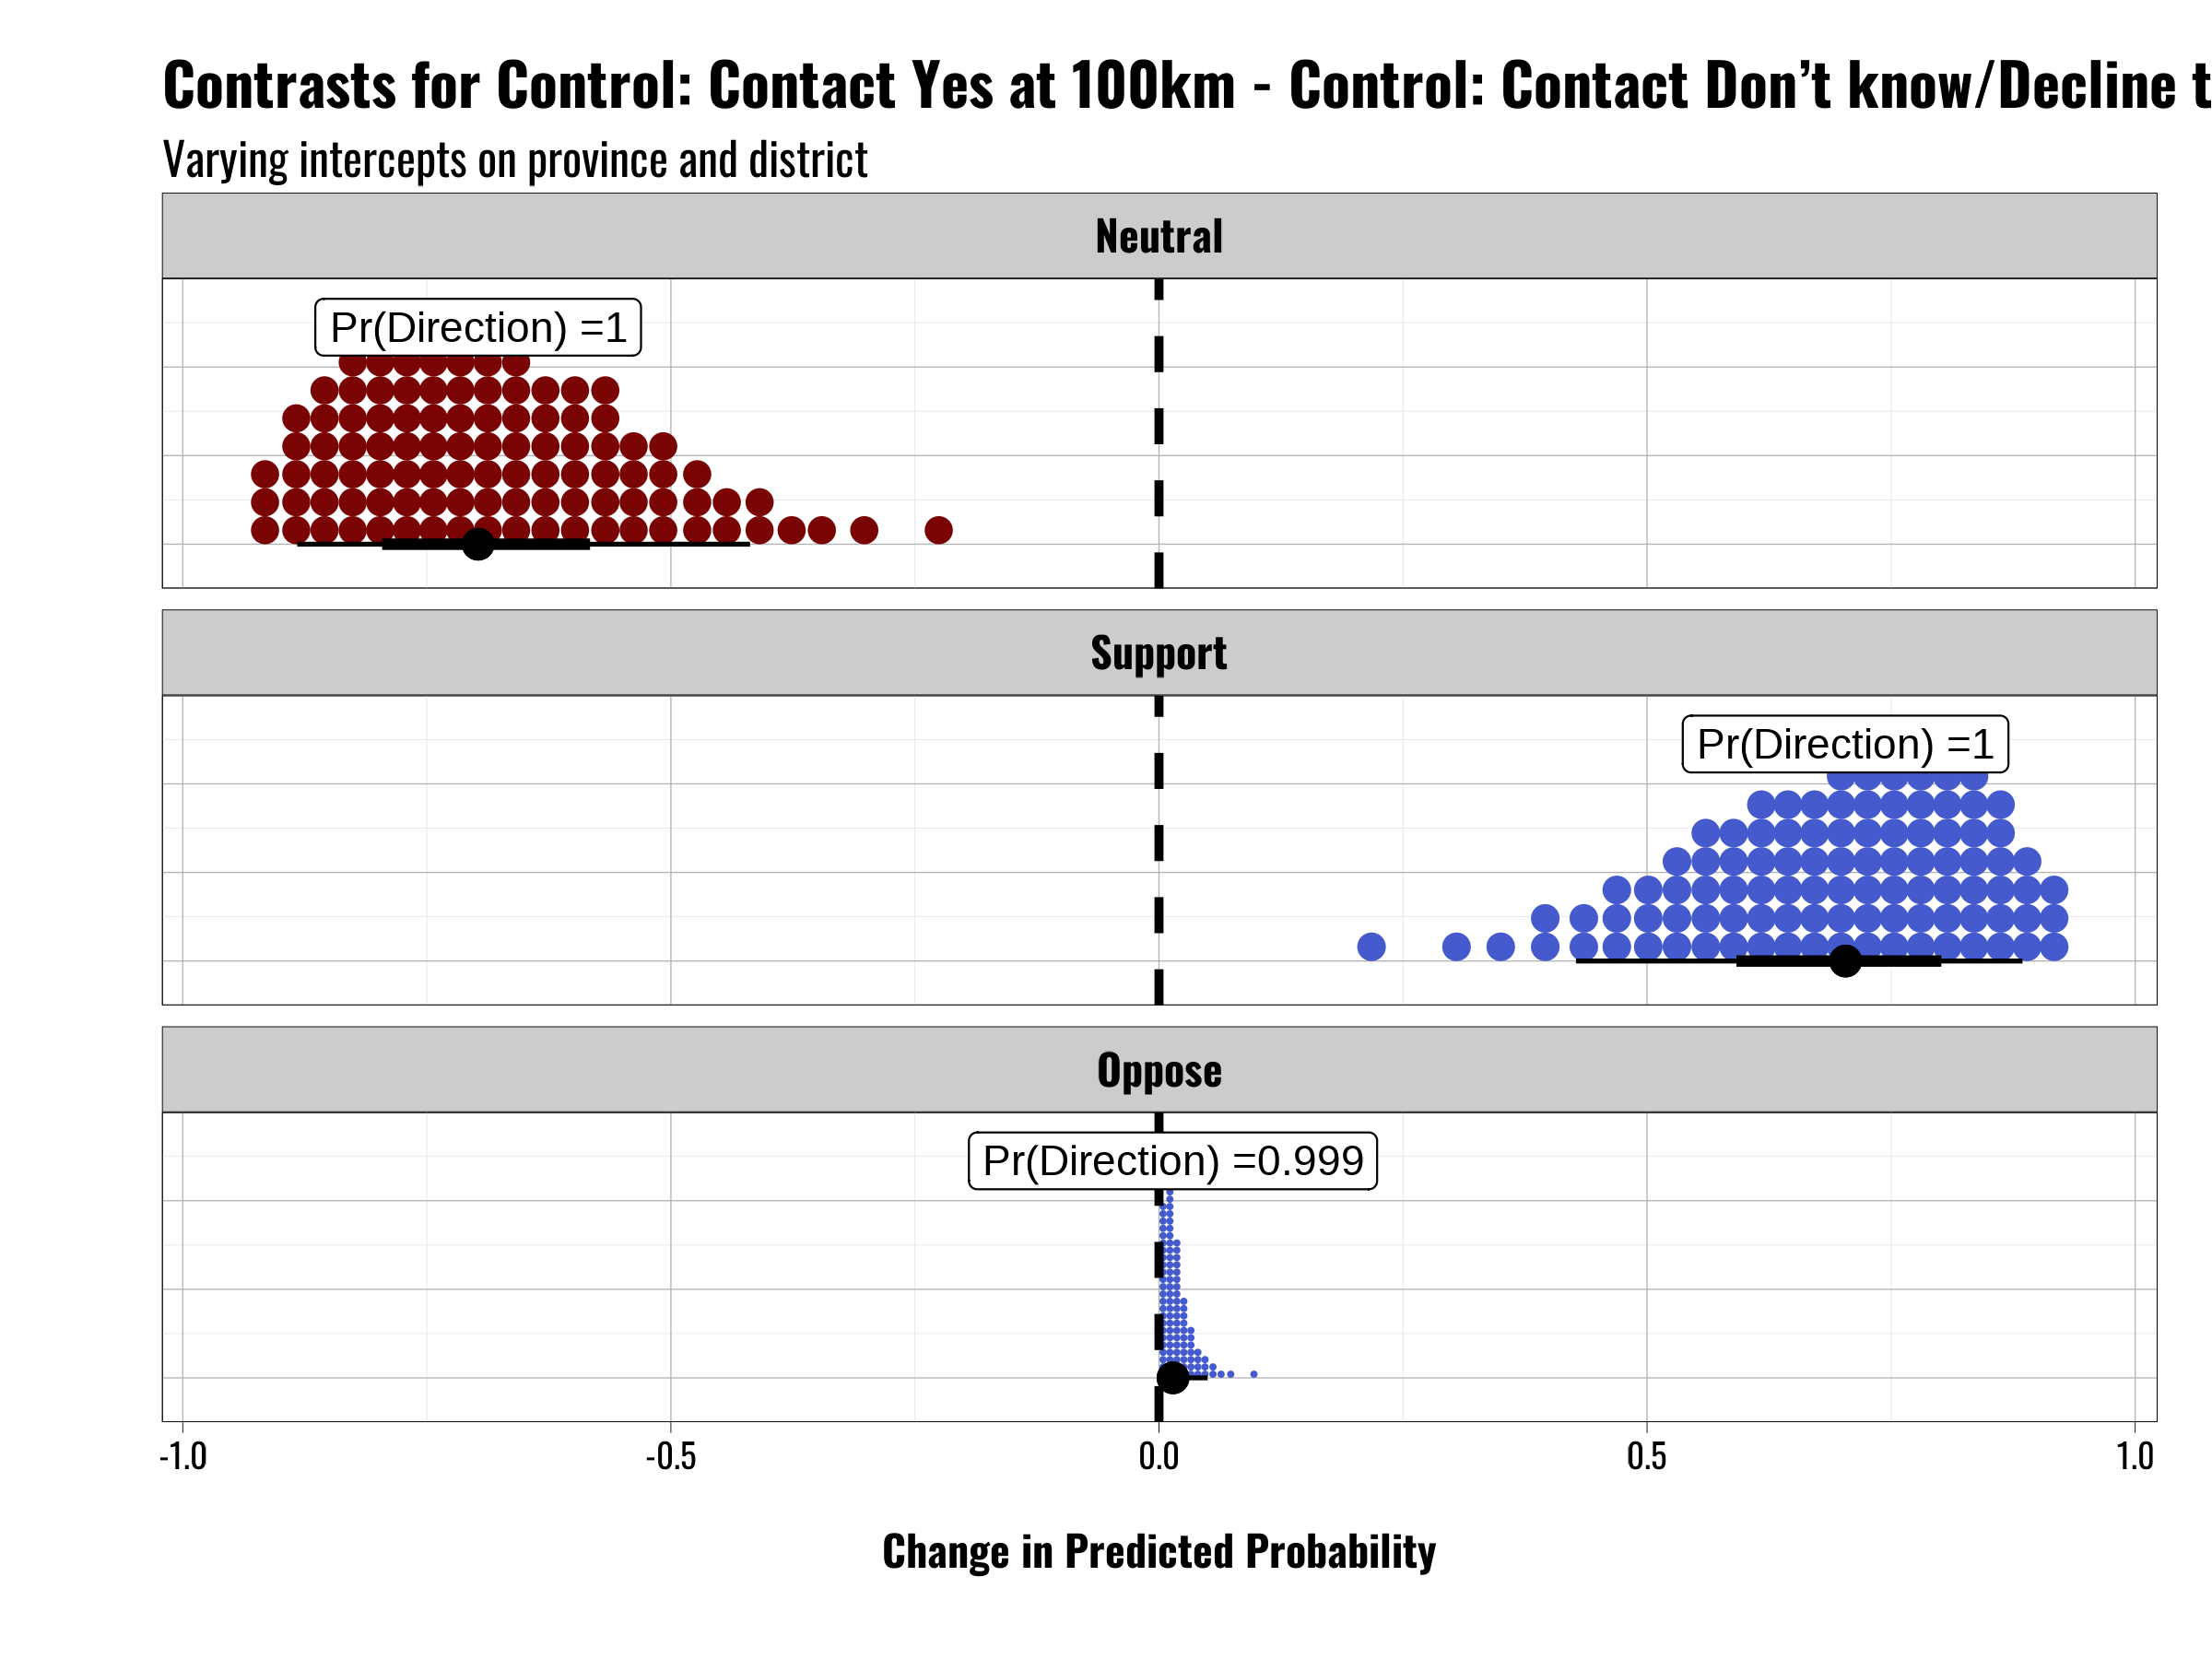 Contrasts for Control: Contact Yes at 100km - Control: Contact Don’t know/Decline t
Varying intercepts on province and district
Neutral
Pr(Direction) =1
Support
Pr(Direction) =1
Oppose
Pr(Direction) =0.999
-1.0 -0.5 0.0 0.5 1.0
Change in Predicted Probability